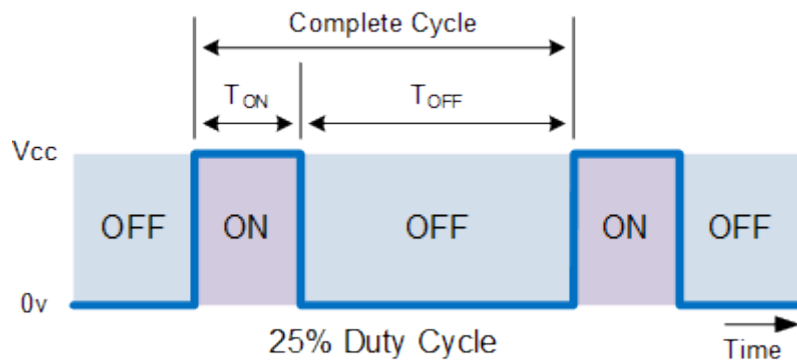 Complete Cycle
TON TOFF
Vcc
OFF ON OFF ON OFF
0v
25% Duty Cycle
Time